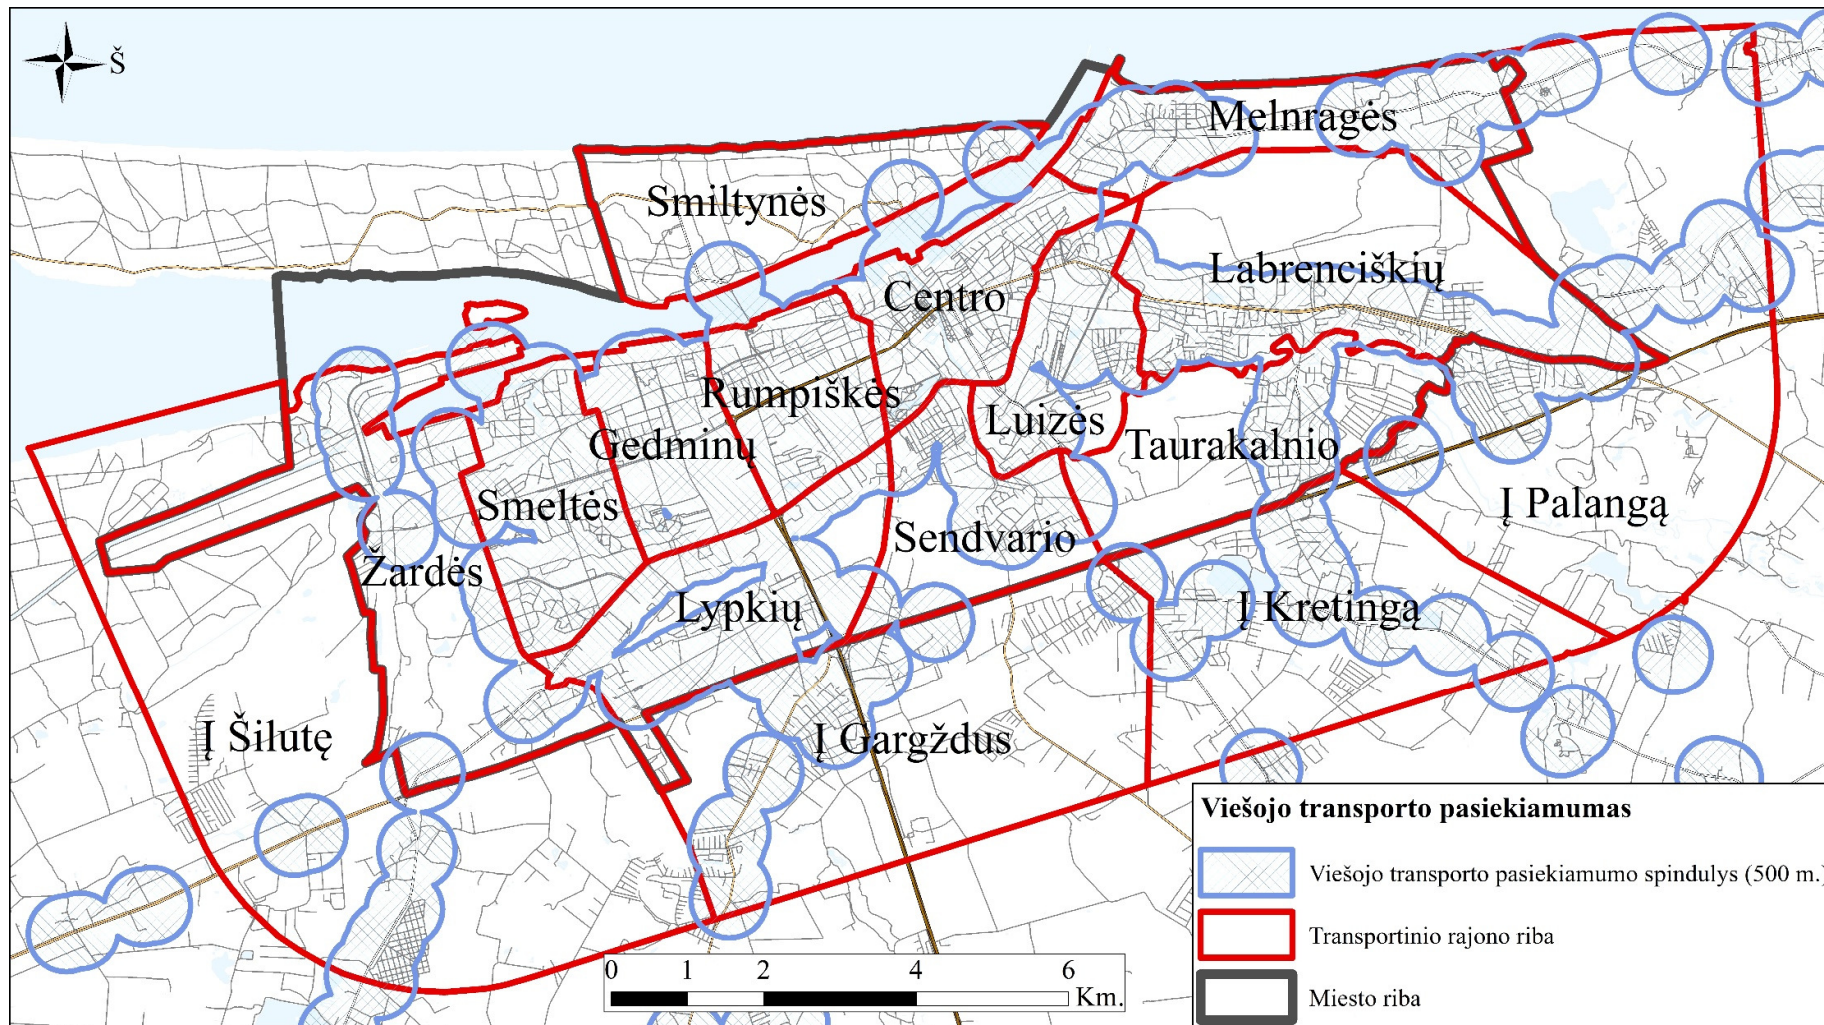 Š
Melnragės
Smiltynės
Labrenciškių
Centro
Rumpiškės
Luizės
Gedminų
Taurakalnio
Smeltės
Į Palangą
Sendvario
Žardės
Lypkių
Į Kretingą
Į Šilutę
Į Gargždus
Viešojo transporto pasiekiamumas
Viešojo transporto pasiekiamumo spindulys (500 m.)
Transportinio rajono riba
Miesto riba
0 1 2 4 6
Km.